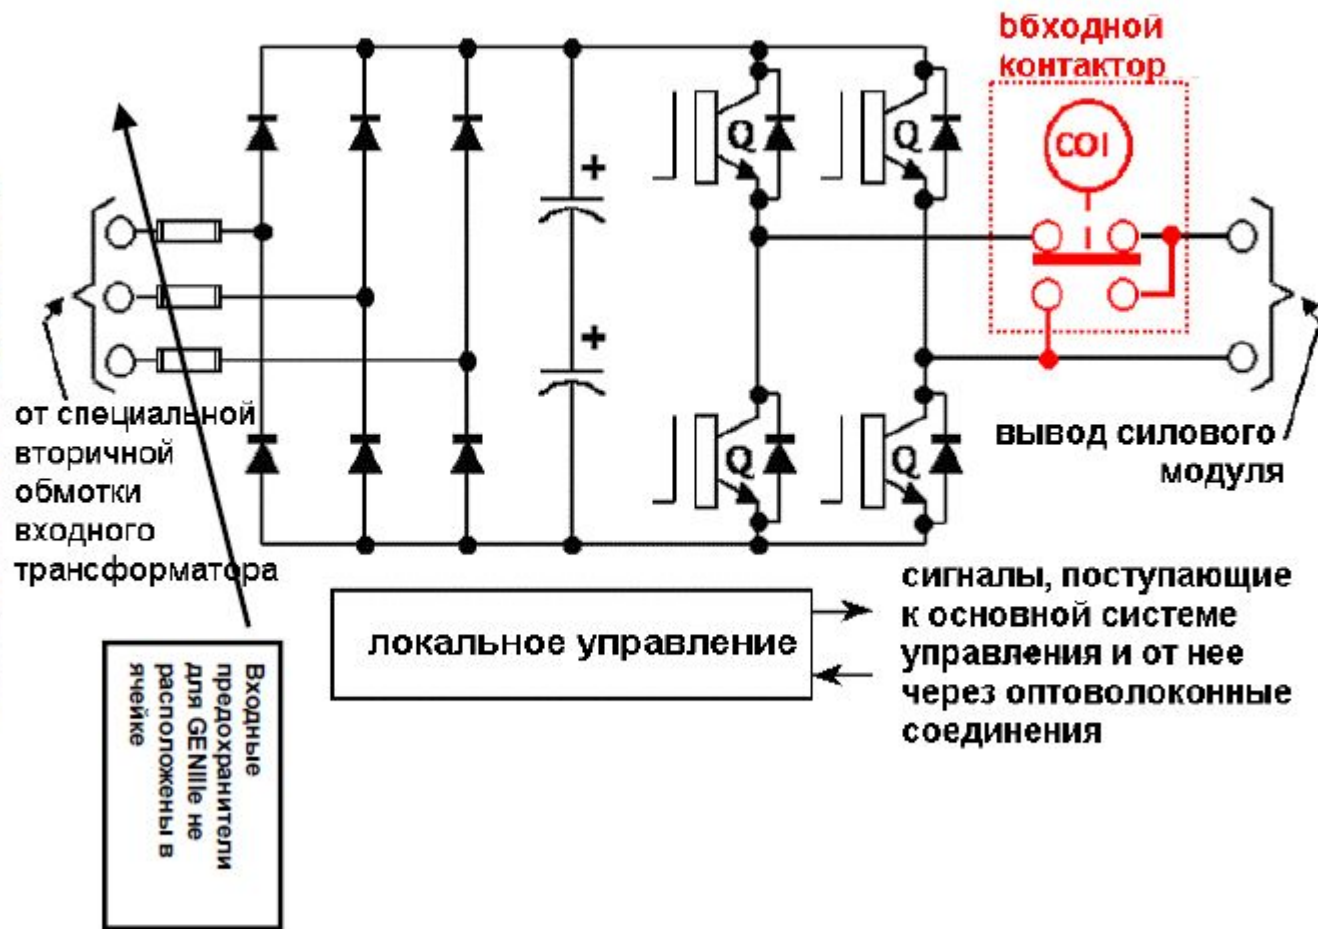 bбходной
контактор
COI
Q
Q
+
+
Q
Q
от специальной
вторичной
обмотки
входного
трансформатора
вывод силового
модуля
локальное управление
сигналы, поступающие
к основной системе
управления и от нее
через оптоволоконные
соединения
Входные
предохранители
для GENIIIe не
расположены в
ячейке